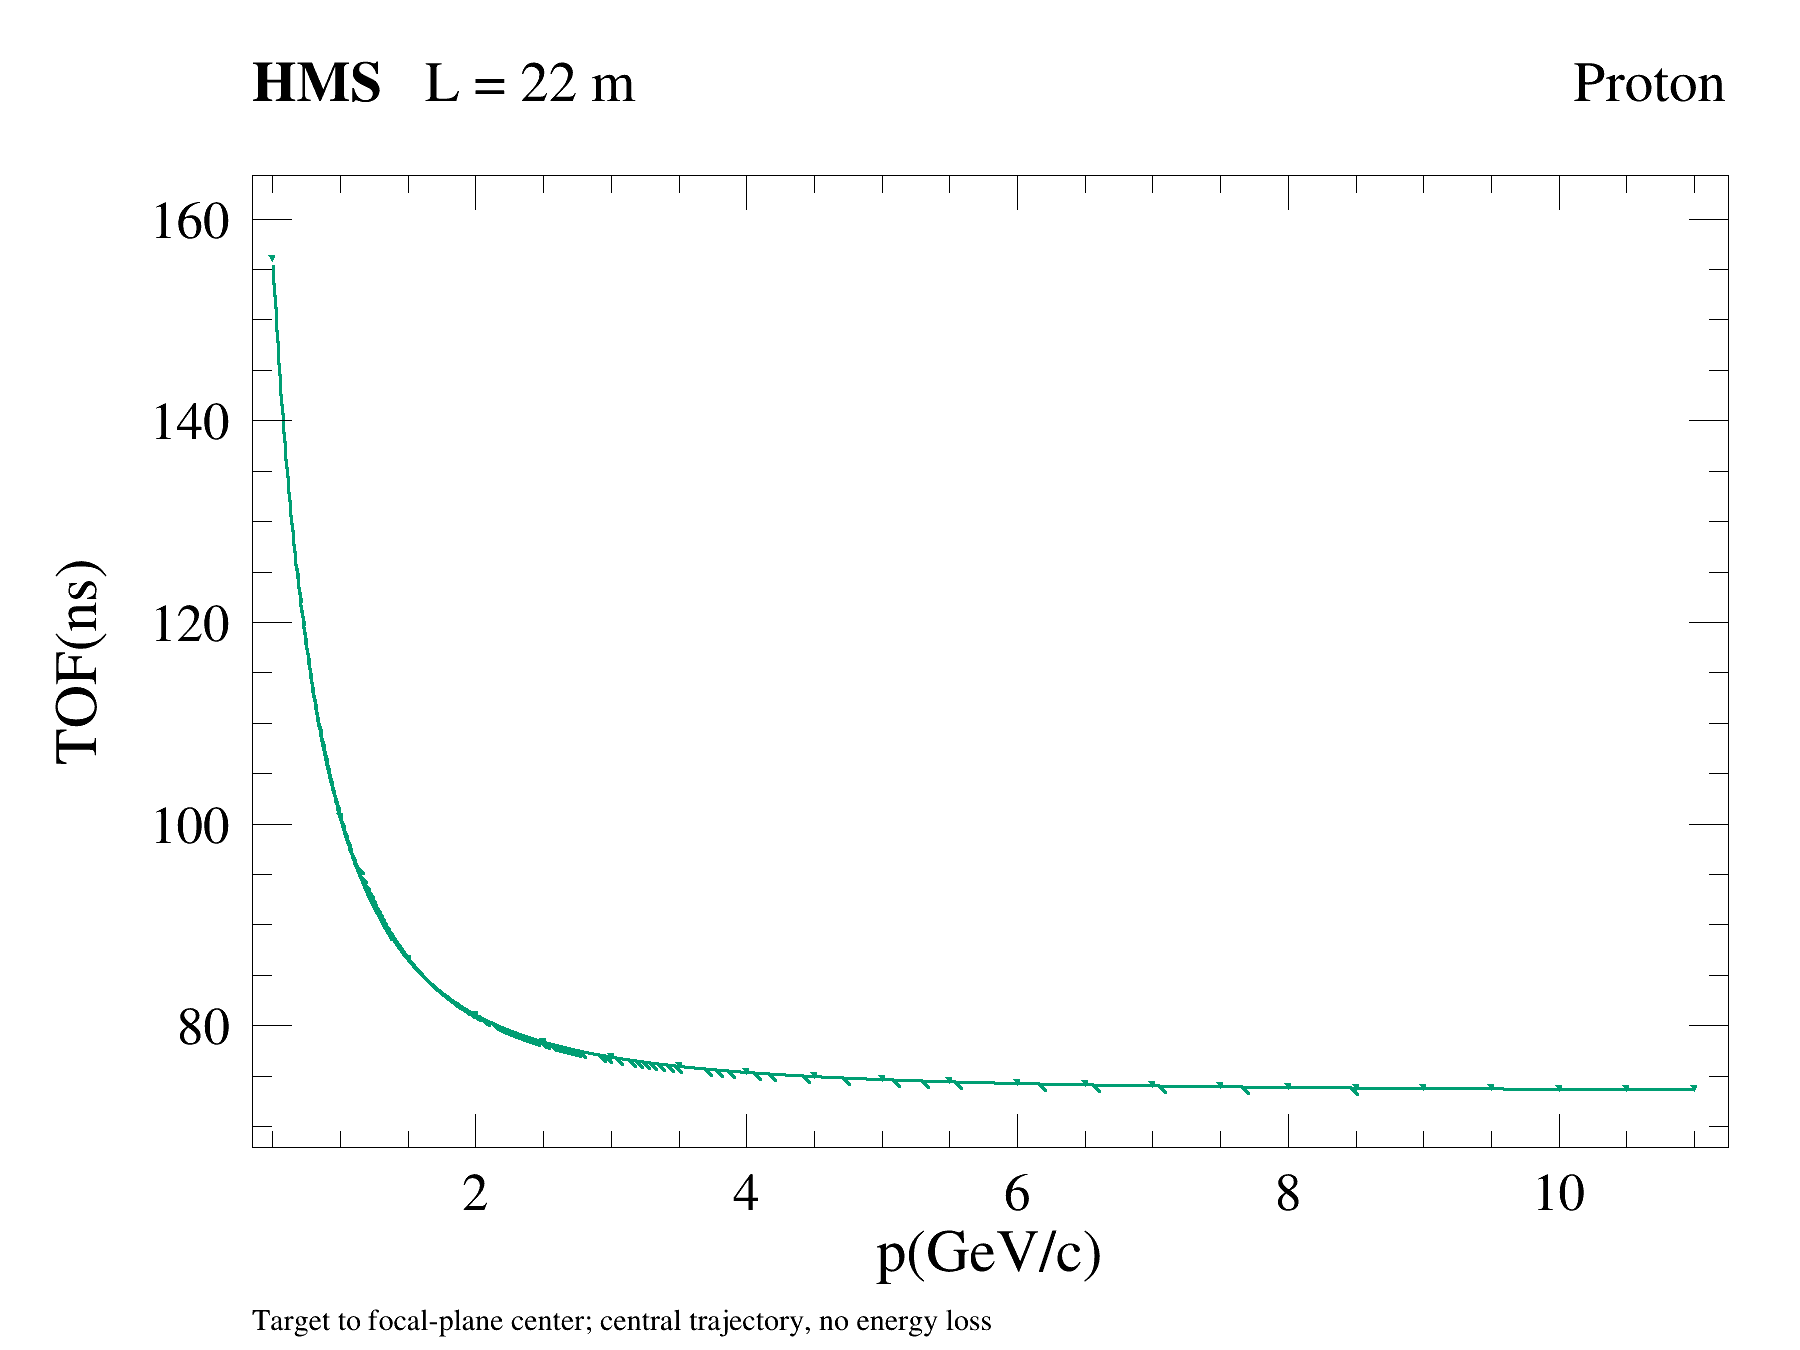 HMS L = 22 m
Proton
160
140
120
100
80
TOF(ns)
2 4 6 8 10
p(GeV/c)
Target to focal-plane center; central trajectory, no energy loss